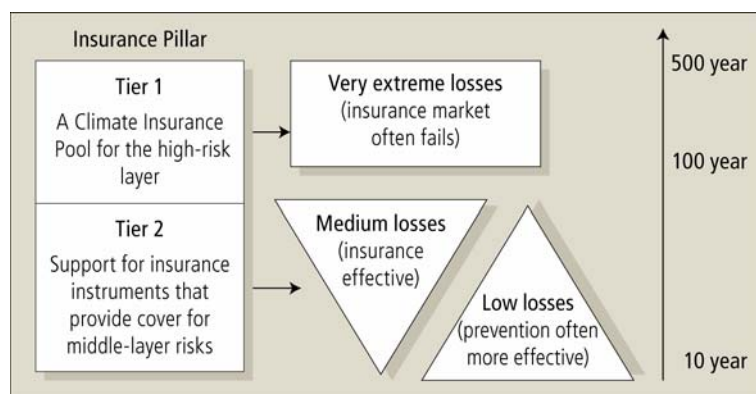 Insurance Pillar
Tier 1
A Climate Insurance
Pool for the high-risk
layer
Tier 2
Support for insurance
instruments that
provide cover for
middle-layer risks
Very extreme losses
(insurance market
often fails)
Medium losses
(insurance
effective)
Low losses
(prevention often
more effective)
500 year
100 year
10 year